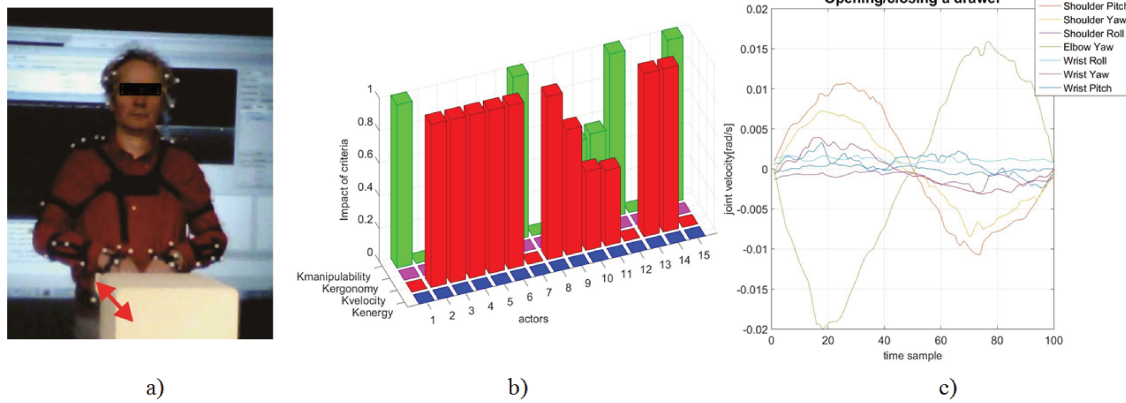 Opening/closing a drawer
Shoulder Pitch
Shoulder Yaw
Shoulder Roll
Elbow Yaw
Wrist Roll
Wrist Yaw
Wrist Pitch
1
0.8
0.6
0.4
0.2
0
Impact of criteria
Kmanipulability
Kergonomy
Kvelocity
Kenergy
1 2 3 4 5 6 7 8 9 10 11 12 13 14 15
actors
0.02
0.015
0.01
0.005
0
-0.005
-0.01
-0.015
-0.02
joint velocity[rad/s]
0 20 40 60 80 100
time sample
a) b) c)